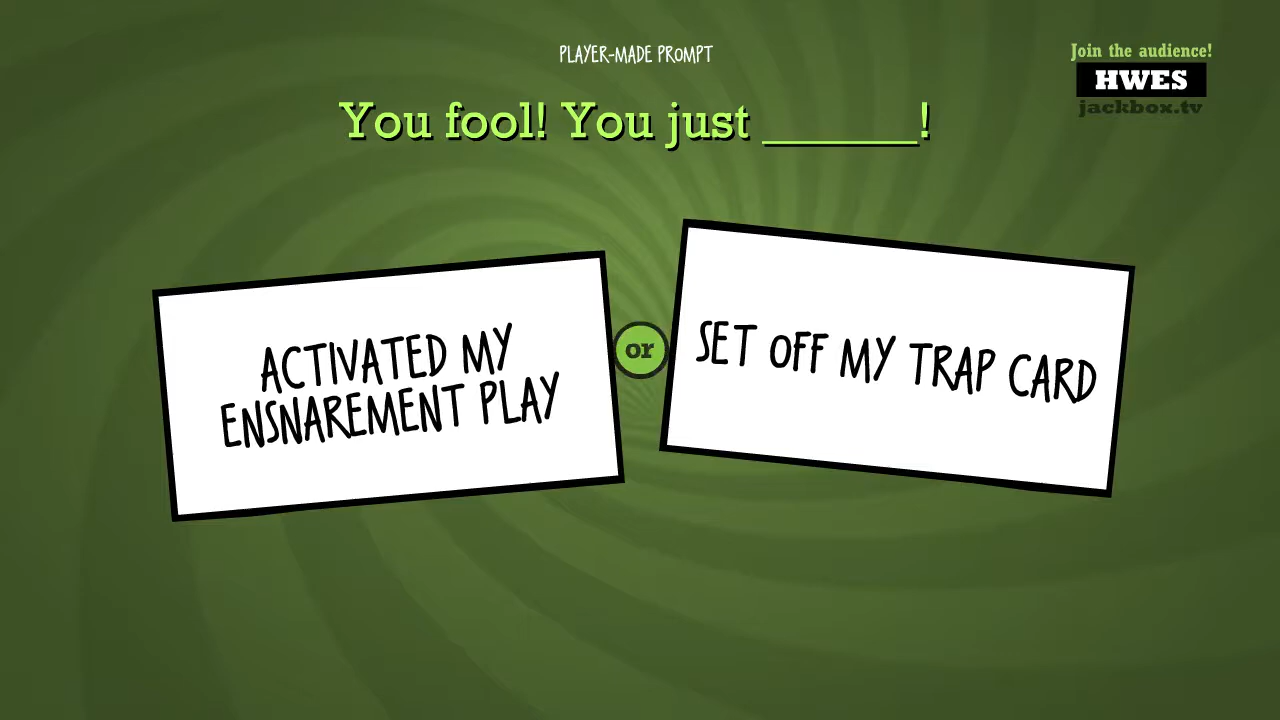 PLAYER-MADE PROMPT
Join the audience!
HWES
jackbox.tv
You fool! You just ______!
ACTIVATED MY
ENSNAREMENT PLAY
or
SET OFF MY TRAP CARD